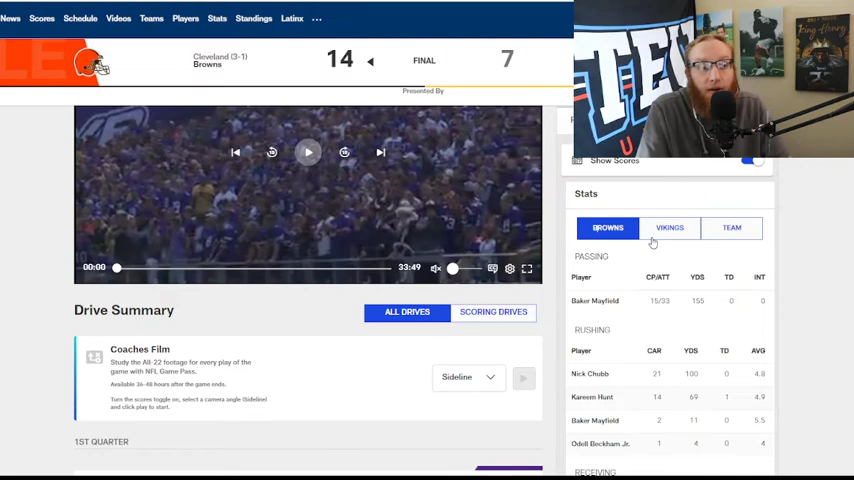 News Scores Schedule Videos Teams Players Stats Standings Latinx ...
Cleveland (3-1)
Browns
14 FINAL 7
Presented By
TE
King Henry
Show Scores
00:00 33:49
Drive Summary ALL DRIVES SCORING DRIVES
Coaches Film
Study the All-22 footage for every play of the
game with NFL Game Pass.
Available 36-48 hours after the game ends.
Turn the scores toggle on, select a camera angle (Sideline)
and click play to start.
Sideline
1ST QUARTER
Stats
BROWNS VIKINGS TEAM
PASSING
Player CP/ATT YDS TD INT
Baker Mayfield 15/33 155 0 0
RUSHING
Player CAR YDS TD AVG
Nick Chubb 21 100 0 4.8
Kareem Hunt 14 69 1 4.9
Baker Mayfield 2 11 0 5.5
Odell Beckham Jr. 1 4 0 4
RECEIVING